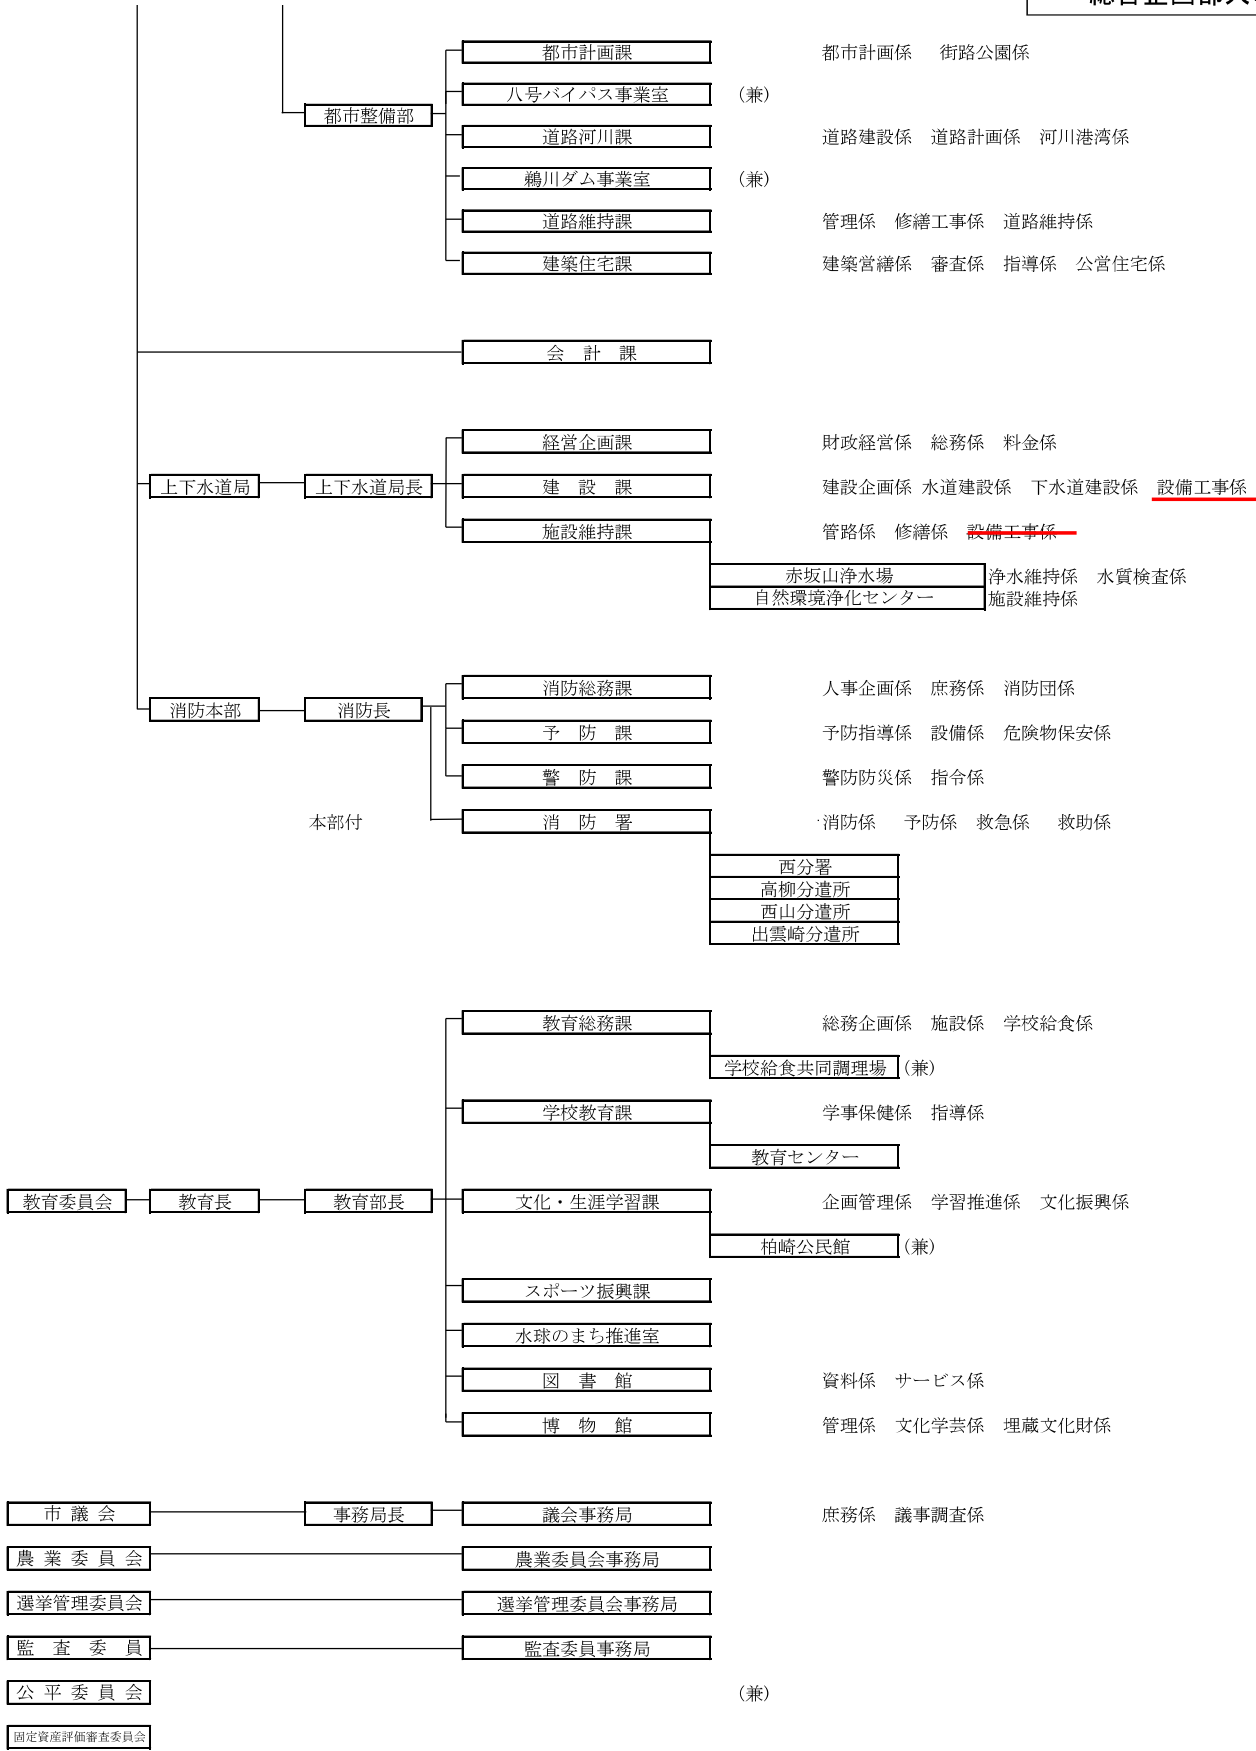 都市計画課 都市計画係 街路公園係
八号バイパス事業室 (兼)
都市整備部
道路河川課 道路建設係 道路計画係 河川港湾係
鵜川ダム事業室 (兼)
道路維持課 管理係 修繕工事係 道路維持係
建築住宅課 建築営繕係 審査係 指導係 公営住宅係
会 計 課
経営企画課 財政経営係 総務係 料金係
上下水道局 上下水道局長 建 設 課 建設企画係 水道建設係 下水道建設係 設備工事係
施設維持課 管路係 修繕係 設備工事係
赤坂山浄水場 浄水維持係 水質検査係
自然環境浄化センター 施設維持係
消防総務課 人事企画係 庶務係 消防団係
消防本部 消防長
予 防 課 予防指導係 設備係 危険物保安係
警 防 課 警防防災係 指令係
本部付 消 防 署 消防係 予防係 救急係 救助係
西分署
高柳分遣所
西山分遣所
出雲崎分遣所
教育総務課 総務企画係 施設係 学校給食係
学校給食共同調理場 (兼)
学校教育課 学事保健係 指導係
教育センター
教育委員会 教育長 教育部長 文化・生涯学習課 企画管理係 学習推進係 文化振興係
柏崎公民館 (兼)
スポーツ振興課
水球のまち推進室
図 書 館 資料係 サービス係
博 物 館 管理係 文化学芸係 埋蔵文化財係
市 議 会 事務局長 議会事務局 庶務係 議事調査係
農 業 委 員 会 農業委員会事務局
選挙管理委員会 選挙管理委員会事務局
監 査 委 員 監査委員事務局
公 平 委 員 会 (兼)
固定資産評価審査委員会